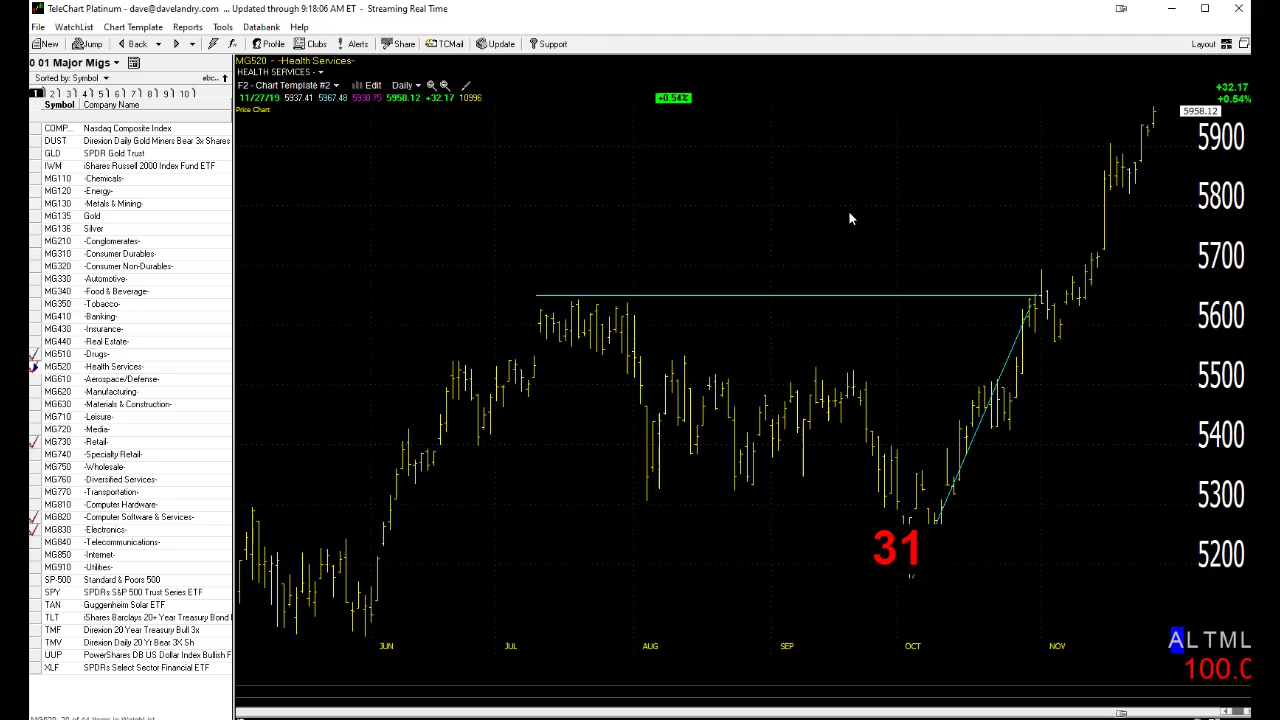 TeleChart Platinum - dave@davelandry.com ... Updated through 9:18:06 AM ET - Streaming Real Time
File WatchList Chart Template Reports Tools Databank Help
New Jump Back Profile Clubs Alerts Share TCMail Update Support Layout
0 01 Major Migs
Sorted by: Symbol abc..
1 2 3 4 5 6 7 8 9 10
Symbol Company Name
COMP... Nasdaq Composite Index
DUST Direxion Daily Gold Miners Bear 3x Shares
GLD SPDR Gold Trust
IWM iShares Russell 2000 Index Fund ETF
MG110 -Chemicals-
MG120 -Energy-
MG130 -Metals & Mining-
MG135 Gold
MG136 Silver
MG210 -Conglomerates-
MG310 -Consumer Durables-
MG320 -Consumer Non-Durables-
MG330 -Automotive-
MG340 -Food & Beverage-
MG350 -Tobacco-
MG410 -Banking-
MG430 -Insurance-
MG440 -Real Estate-
MG510 -Drugs-
MG520 -Health Services-
MG610 -Aerospace/Defense-
MG620 -Manufacturing-
MG630 -Materials & Construction-
MG710 -Leisure-
MG720 -Media-
MG730 -Retail-
MG740 -Specialty Retail-
MG750 -Wholesale-
MG760 -Diversified Services-
MG770 -Transportation-
MG810 -Computer Hardware-
MG820 -Computer Software & Services-
MG830 -Electronics-
MG840 -Telecommunications-
MG850 -Internet-
MG910 -Utilities-
SP-500 Standard & Poors 500
SPY SPDRs S&P 500 Trust Series ETF
TAN Guggenheim Solar ETF
TLT iShares Barclays 20+ Year Treasury Bond
TMF Direxion 20 Year Treasury Bull 3x
TMV Direxion Daily 20 Yr Bear 3X Sh
UUP PowerShares DB US Dollar Index Bullish F
XLF SPDRs Select Sector Financial ETF
MG520 - -Health Services-
HEALTH SERVICES -
F2 - Chart Template #2 Edit Daily
11/27/19 5937.41 5967.48 5930.75 5958.12 +32.17 10996 +0.54%
+32.17
+0.54%
Price Chart
5958.12
5900
5800
5700
5600
5500
5400
5300
5200
31
JUN JUL AUG SEP OCT NOV
ALTML
100.0